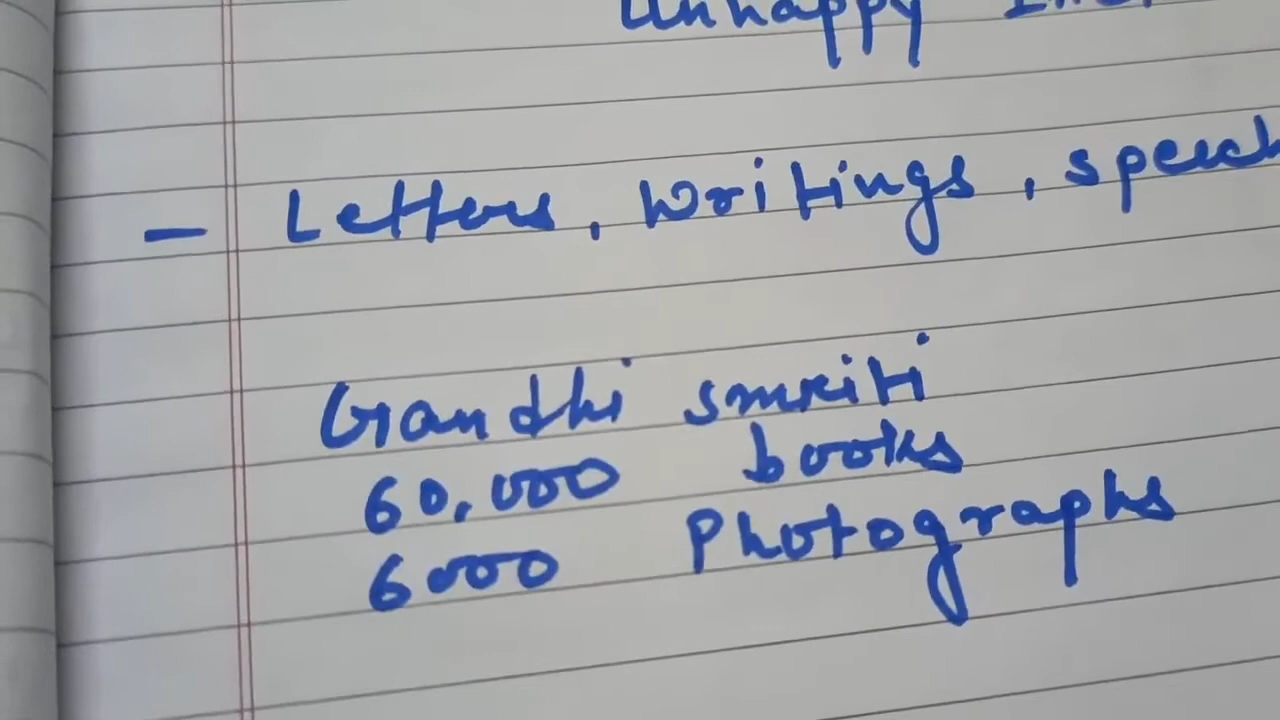 Unhappy
- Letters, Writings, speech
Gandhi smriti
60,000 books
6000 Photographs